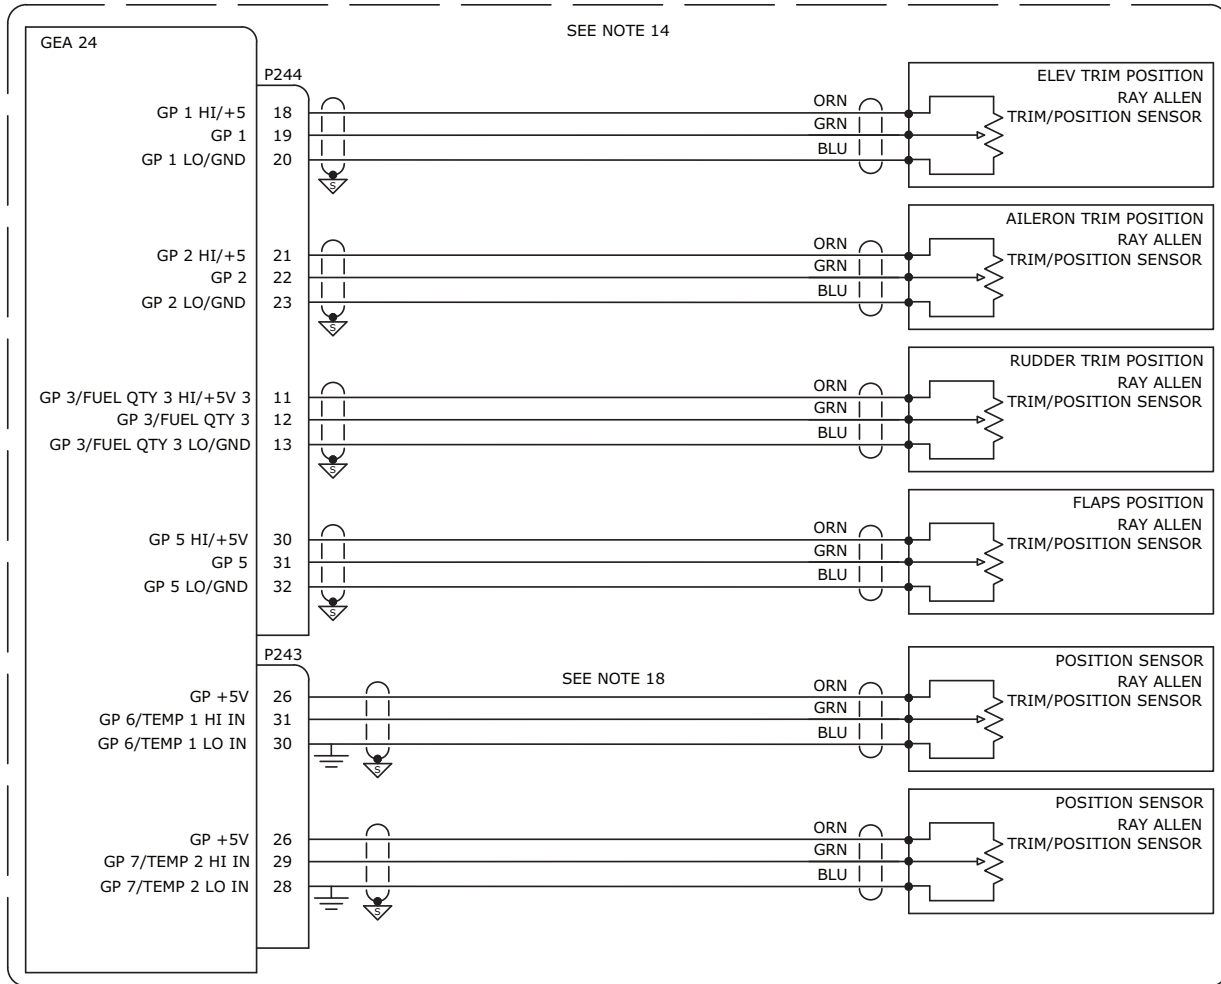 SEE NOTE 14
GEA 24
P244
GP 1 HI/+5 18 ORN
GP 1 19 GRN
GP 1 LO/GND 20 BLU
S
ELEV TRIM POSITION
RAY ALLEN
TRIM/POSITION SENSOR
GP 2 HI/+5 21 ORN
GP 2 22 GRN
GP 2 LO/GND 23 BLU
S
AILERON TRIM POSITION
RAY ALLEN
TRIM/POSITION SENSOR
GP 3/FUEL QTY 3 HI/+5V 3 11 ORN
GP 3/FUEL QTY 3 12 GRN
GP 3/FUEL QTY 3 LO/GND 13 BLU
S
RUDDER TRIM POSITION
RAY ALLEN
TRIM/POSITION SENSOR
GP 5 HI/+5V 30 ORN
GP 5 31 GRN
GP 5 LO/GND 32 BLU
S
FLAPS POSITION
RAY ALLEN
TRIM/POSITION SENSOR
P243
SEE NOTE 18
GP +5V 26 ORN
GP 6/TEMP 1 HI IN 31 GRN
GP 6/TEMP 1 LO IN 30 BLU
S
POSITION SENSOR
RAY ALLEN
TRIM/POSITION SENSOR
GP +5V 26 ORN
GP 7/TEMP 2 HI IN 29 GRN
GP 7/TEMP 2 LO IN 28 BLU
S
POSITION SENSOR
RAY ALLEN
TRIM/POSITION SENSOR